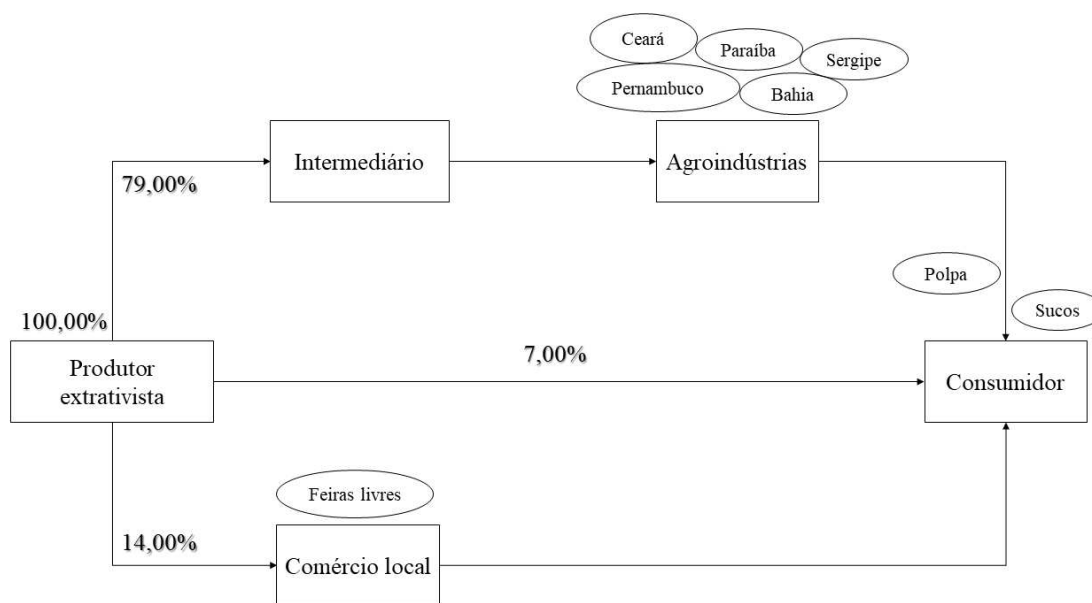 Ceará
Paraíba
Sergipe
Pernambuco
Bahia
Intermediário
Agroindústrias
79,00%
Polpa
Sucos
100,00%
7,00%
Produtor
extrativista
Consumidor
Feiras livres
14,00%
Comércio local